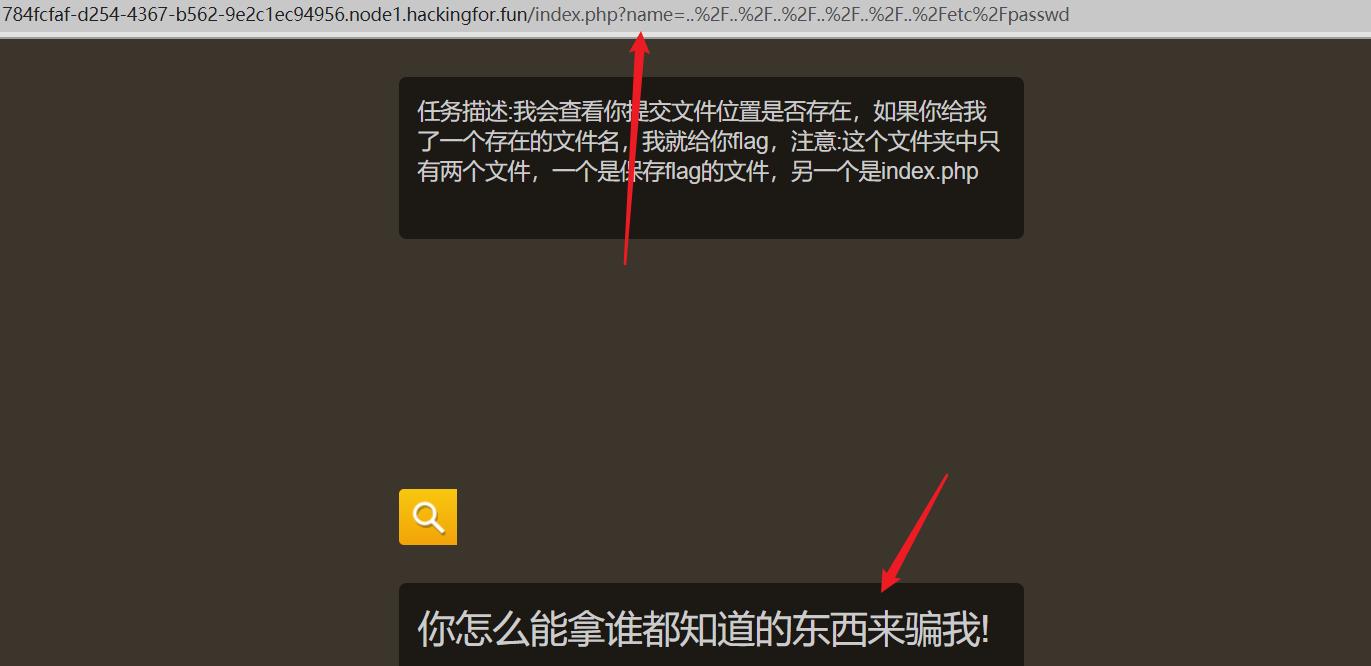 784fcfaf-d254-4367-b562-9e2c1ec94956.node1.hackingfor.fun/index.php?name=..%2F..%2F..%2F..%2F..%2F..%2Fetc%2Fpasswd
任务描述:我会查看你提交文件位置是否存在，如果你给我
了一个存在的文件名，我就给你flag，注意:这个文件夹中只
有两个文件，一个是保存flag的文件，另一个是index.php
你怎么能拿谁都知道的东西来骗我!